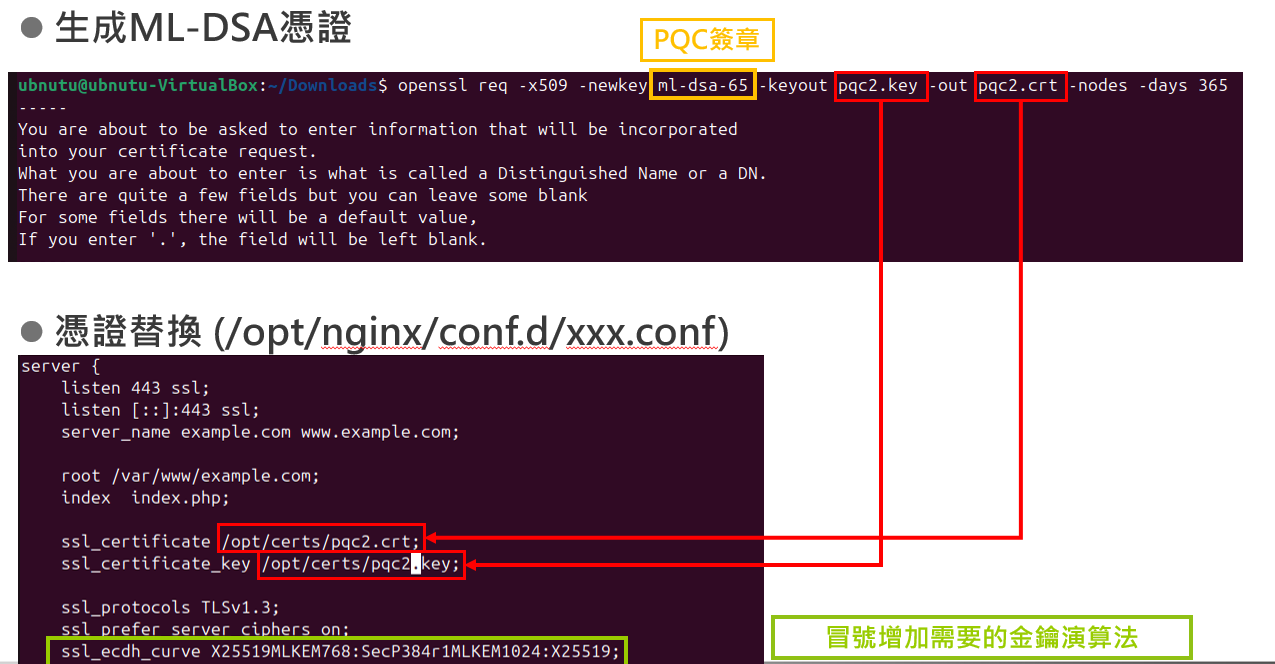 生成ML-DSA憑證
PQC簽章
ubnutu@ubnutu-VirtualBox:~/Downloads$ openssl req -x509 -newkey ml-dsa-65 -keyout pqc2.key -out pqc2.crt -nodes -days 365
-----
You are about to be asked to enter information that will be incorporated
into your certificate request.
What you are about to enter is what is called a Distinguished Name or a DN.
There are quite a few fields but you can leave some blank
For some fields there will be a default value,
If you enter '.', the field will be left blank.
憑證替換 (/opt/nginx/conf.d/xxx.conf)
server {
listen 443 ssl;
listen [::]:443 ssl;
server_name example.com www.example.com;
root /var/www/example.com;
index  index.php;
ssl_certificate /opt/certs/pqc2.crt;
ssl_certificate_key /opt/certs/pqc2.key;
ssl_protocols TLSv1.3;
ssl_prefer_server_ciphers on;
ssl_ecdh_curve X25519MLKEM768:SecP384r1MLKEM1024:X25519;
冒號增加需要的金鑰演算法